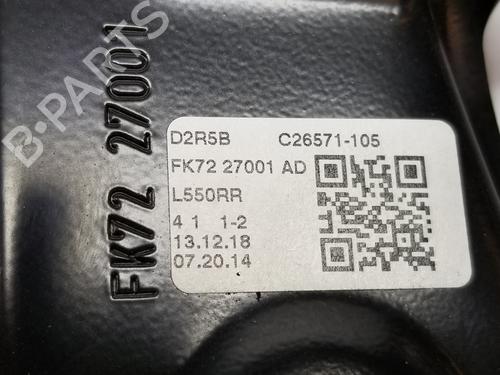 FK72 27001
D2R5B C26571-105
FK72 27001 AD
L550RR
4 1 1-2
13.12.18
07.20.14
B-PARTS